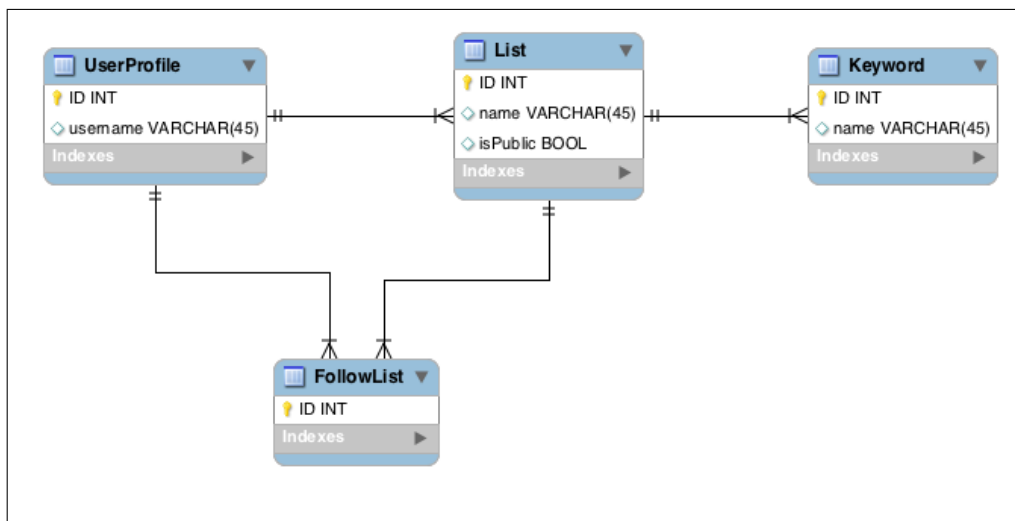 UserProfile
ID INT
username VARCHAR(45)
Indexes
List
ID INT
name VARCHAR(45)
isPublic BOOL
Indexes
Keyword
ID INT
name VARCHAR(45)
Indexes
FollowList
ID INT
Indexes